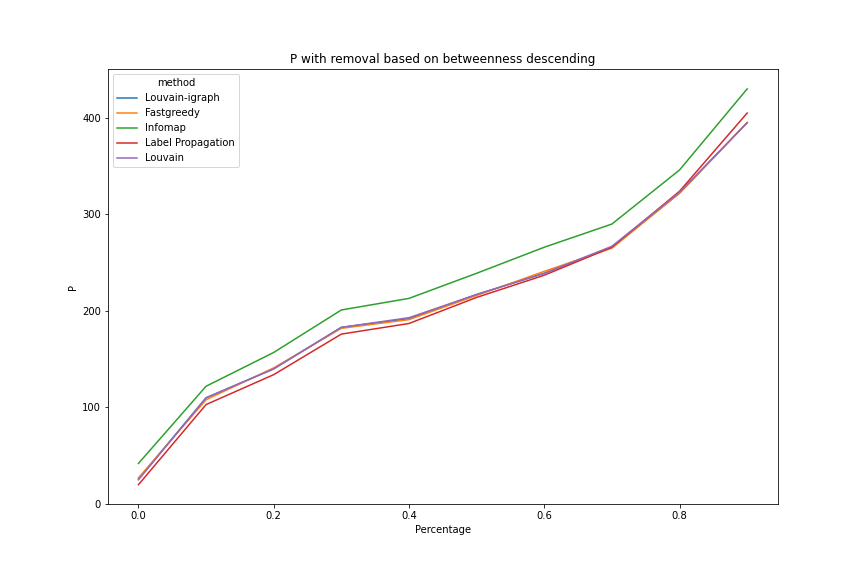 P with removal based on betweenness descending
method
Louvain-igraph
Fastgreedy
Infomap
Label Propagation
Louvain
400
300
200
100
0
P
0.0 0.2 0.4 0.6 0.8
Percentage